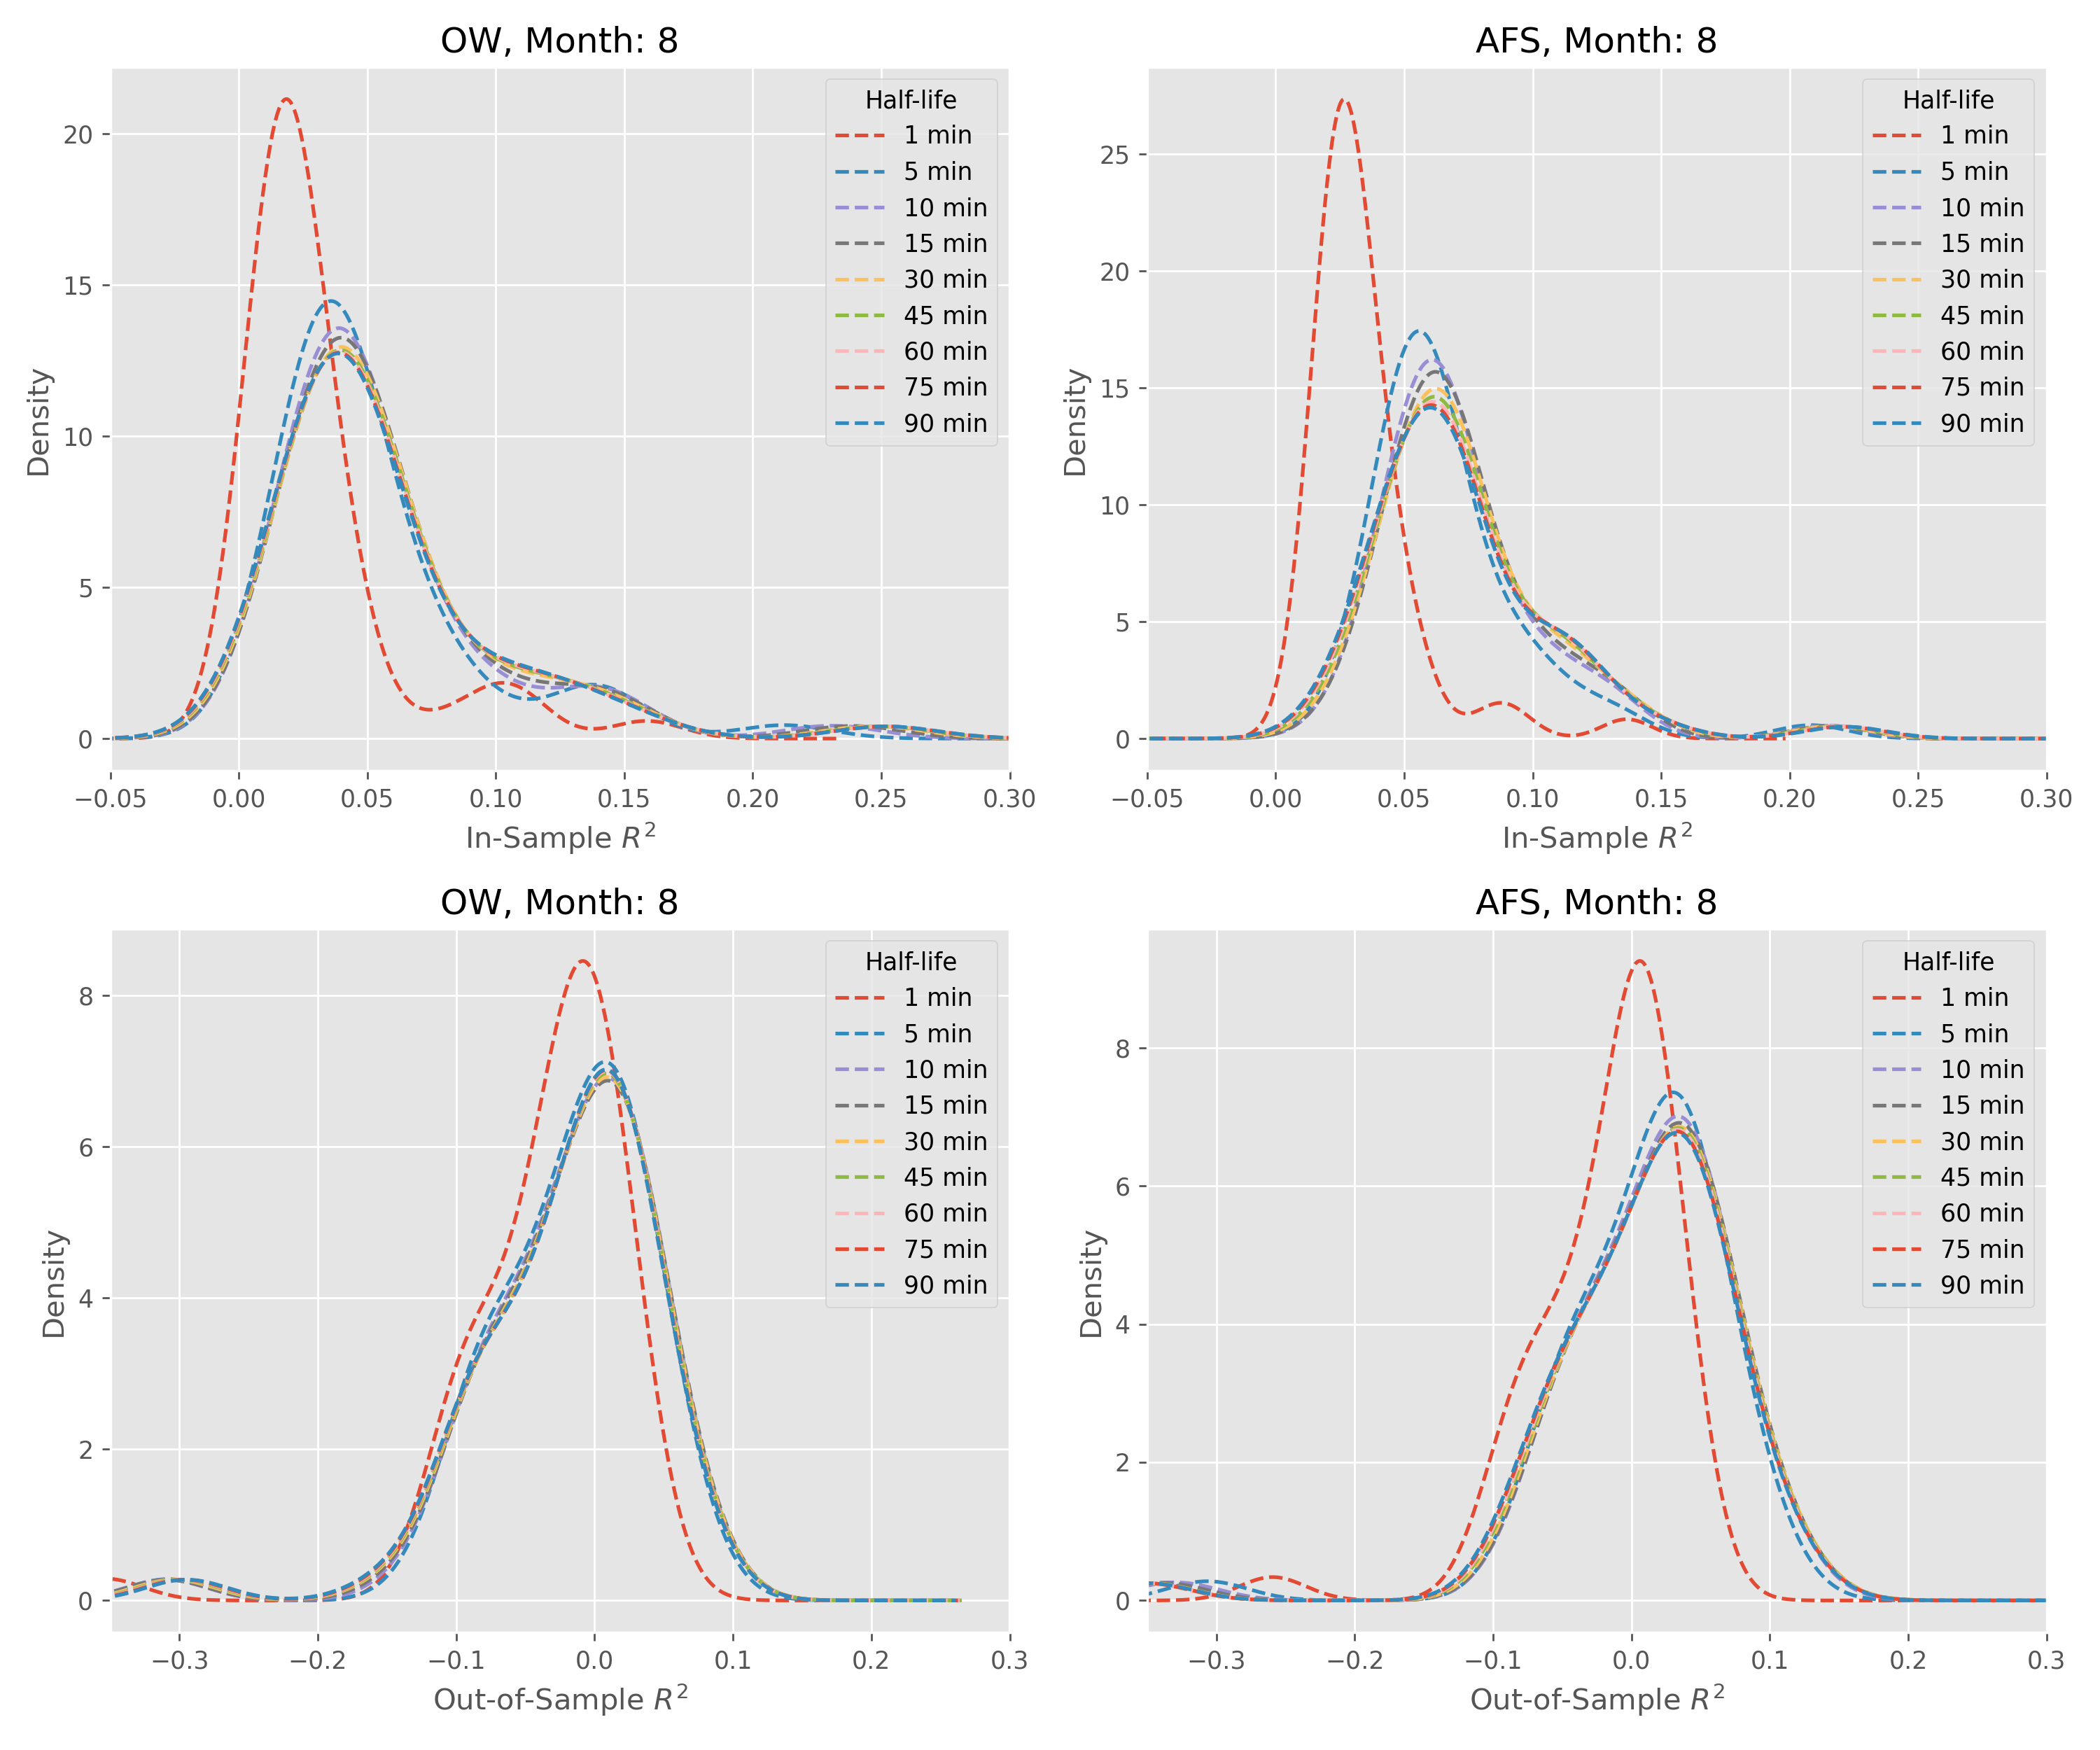 OW, Month: 8
Density
20
15
10
5
0
−0.05 0.00 0.05 0.10 0.15 0.20 0.25 0.30
In-Sample R²
Half-life
1 min
5 min
10 min
15 min
30 min
45 min
60 min
75 min
90 min
AFS, Month: 8
Density
25
20
15
10
5
0
−0.05 0.00 0.05 0.10 0.15 0.20 0.25 0.30
In-Sample R²
Half-life
1 min
5 min
10 min
15 min
30 min
45 min
60 min
75 min
90 min
OW, Month: 8
Density
8
6
4
2
0
−0.3 −0.2 −0.1 0.0 0.1 0.2 0.3
Out-of-Sample R²
Half-life
1 min
5 min
10 min
15 min
30 min
45 min
60 min
75 min
90 min
AFS, Month: 8
Density
8
6
4
2
0
−0.3 −0.2 −0.1 0.0 0.1 0.2 0.3
Out-of-Sample R²
Half-life
1 min
5 min
10 min
15 min
30 min
45 min
60 min
75 min
90 min